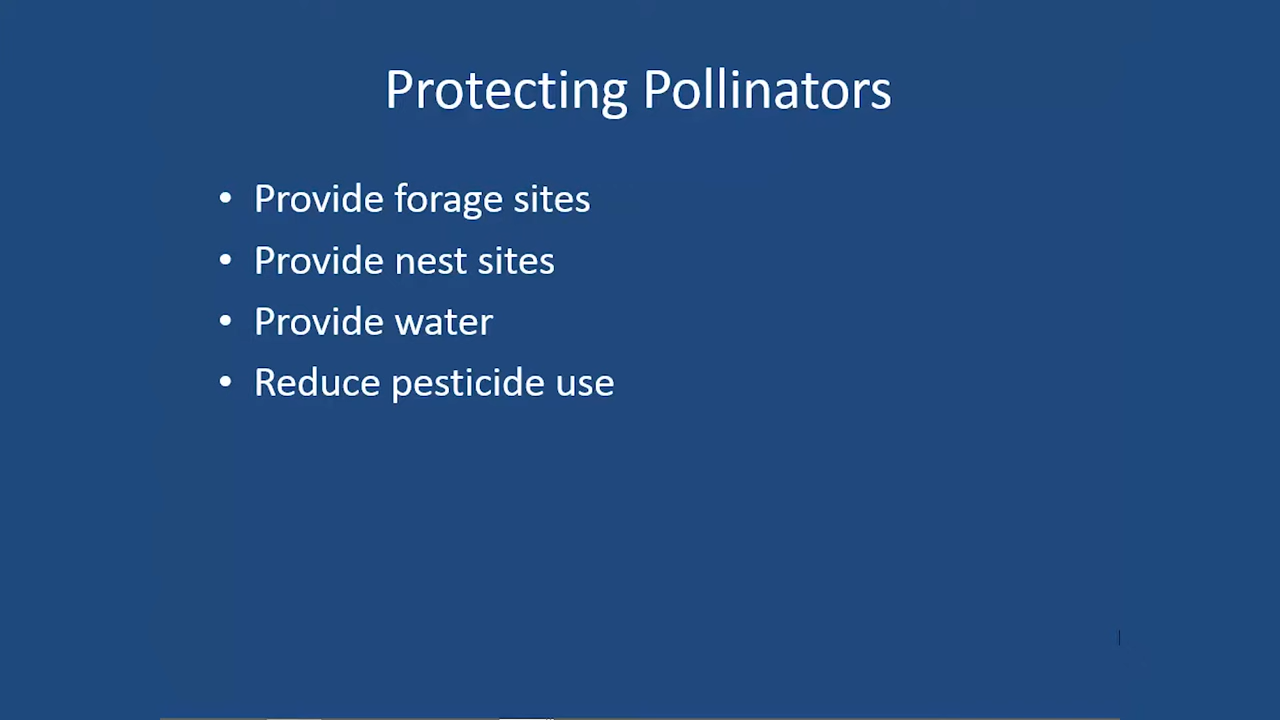 Protecting Pollinators
• Provide forage sites
• Provide nest sites
• Provide water
• Reduce pesticide use